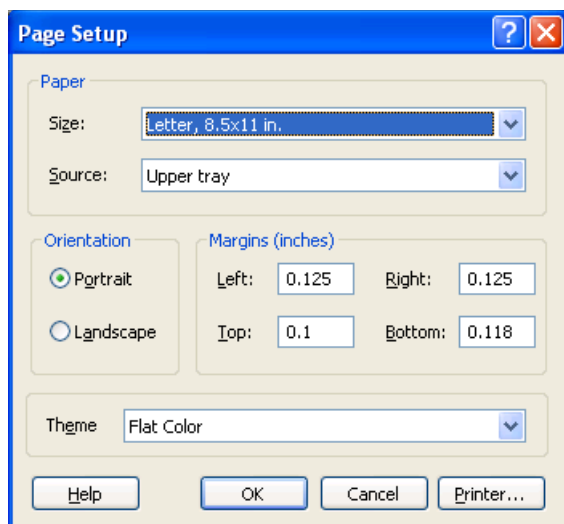 Page Setup
Paper
Size: Letter, 8.5x11 in.
Source: Upper tray
Orientation
Portrait
Landscape
Margins (inches)
Left: 0.125 Right: 0.125
Top: 0.1 Bottom: 0.118
Theme Flat Color
Help OK Cancel Printer...